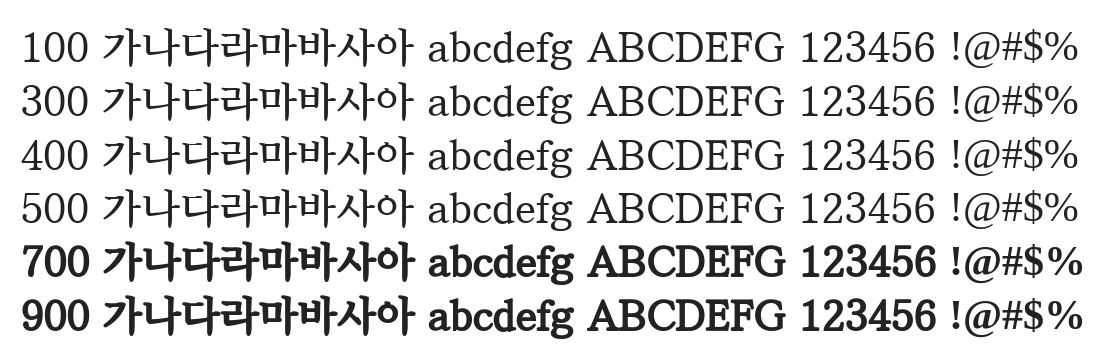 100 가나다라마바사아 abcdefg ABCDEFG 123456 !@#$%
300 가나다라마바사아 abcdefg ABCDEFG 123456 !@#$%
400 가나다라마바사아 abcdefg ABCDEFG 123456 !@#$%
500 가나다라마바사아 abcdefg ABCDEFG 123456 !@#$%
700 가나다라마바사아 abcdefg ABCDEFG 123456 !@#$%
900 가나다라마바사아 abcdefg ABCDEFG 123456 !@#$%